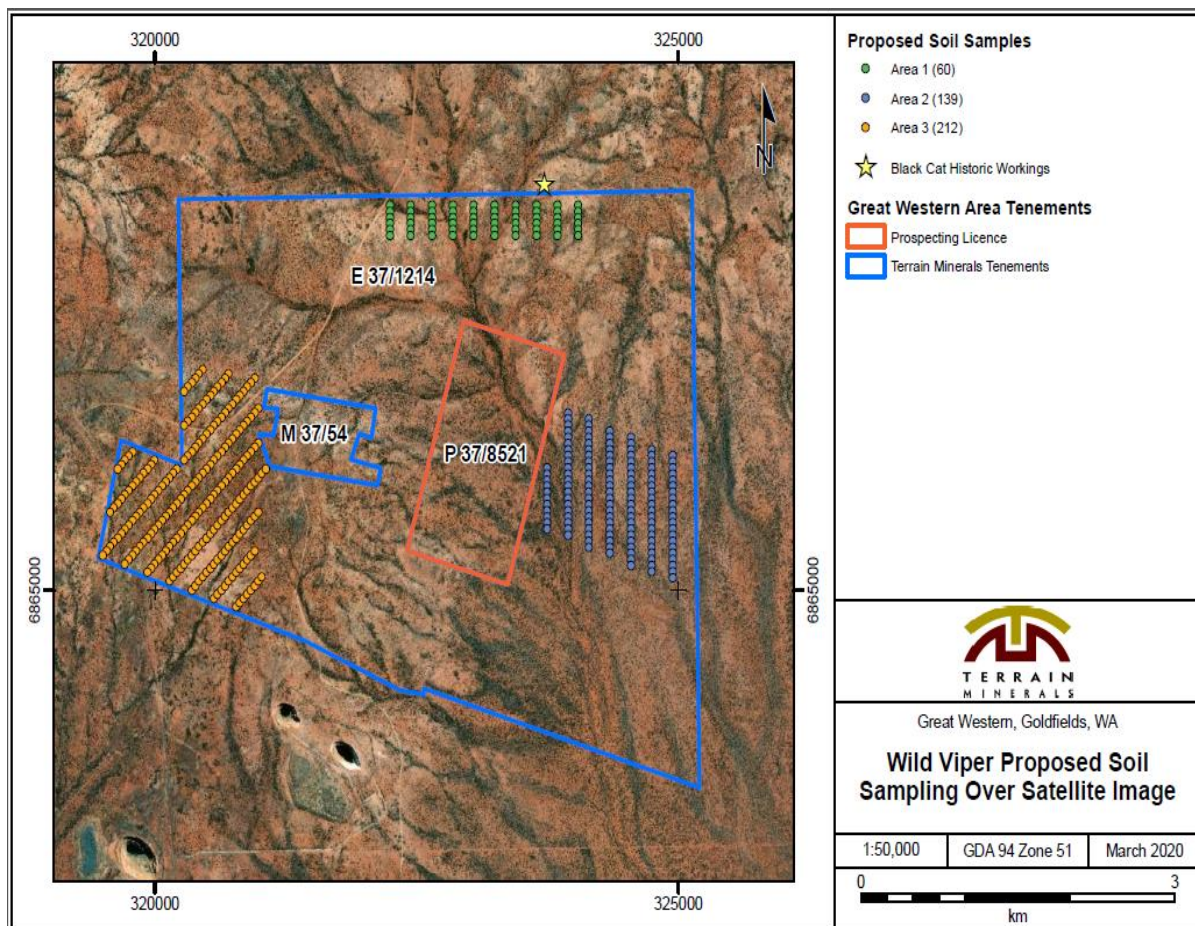 320000
325000
N
E 37/1214
M 37/54
P 37/8521
6865000
6865000
320000
325000
Proposed Soil Samples
Area 1 (60)
Area 2 (139)
Area 3 (212)
Black Cat Historic Workings
Great Western Area Tenements
Prospecting Licence
Terrain Minerals Tenements
TERRAIN
MINERALS
Great Western, Goldfields, WA
Wild Viper Proposed Soil
Sampling Over Satellite Image
1:50,000
GDA 94 Zone 51
March 2020
0
3
km